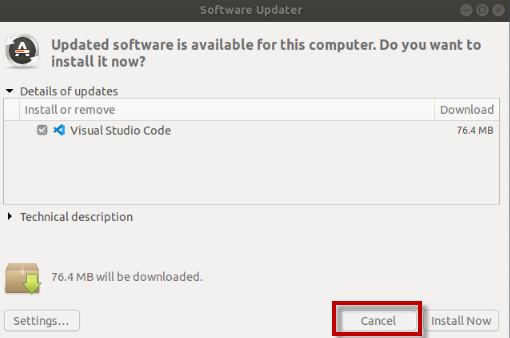 Software Updater
Updated software is available for this computer. Do you want to
install it now?
Details of updates
Install or remove Download
Visual Studio Code 76.4 MB
Technical description
76.4 MB will be downloaded.
Settings... Cancel Install Now